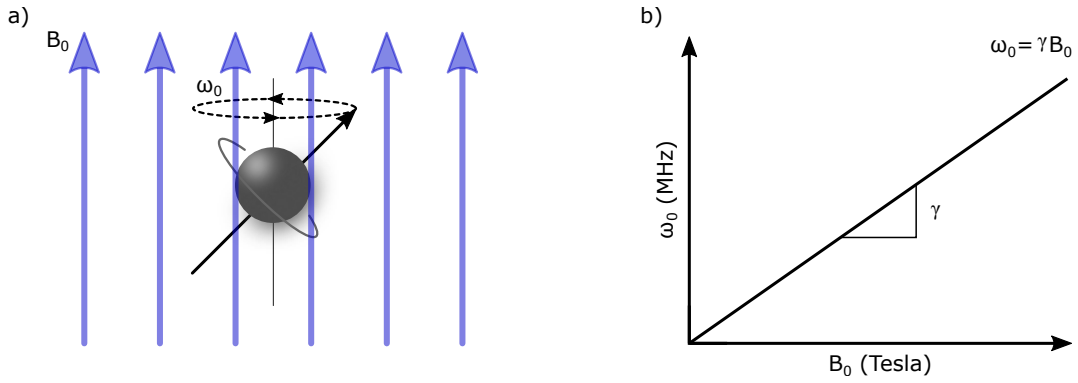 a)
B₀
ω₀
b)
ω₀ = γB₀
ω₀ (MHz)
γ
B₀ (Tesla)